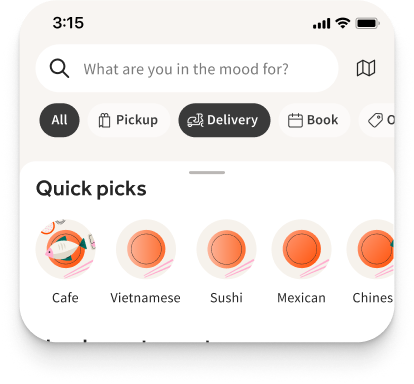 3:15
What are you in the mood for?
All Pickup Delivery Book
Quick picks
Cafe Vietnamese Sushi Mexican Chines